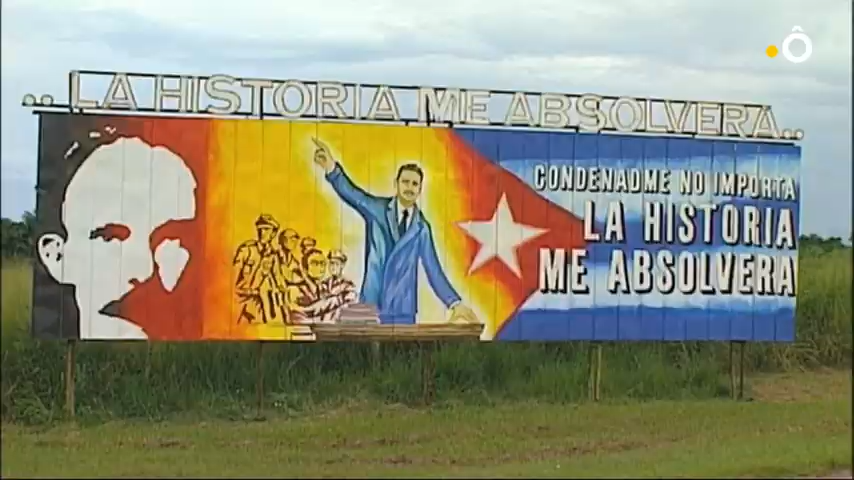 ..LA HISTORIA ME ABSOLVERA..
CONDENADME NO IMPORTA
LA HISTORIA
ME ABSOLVERA